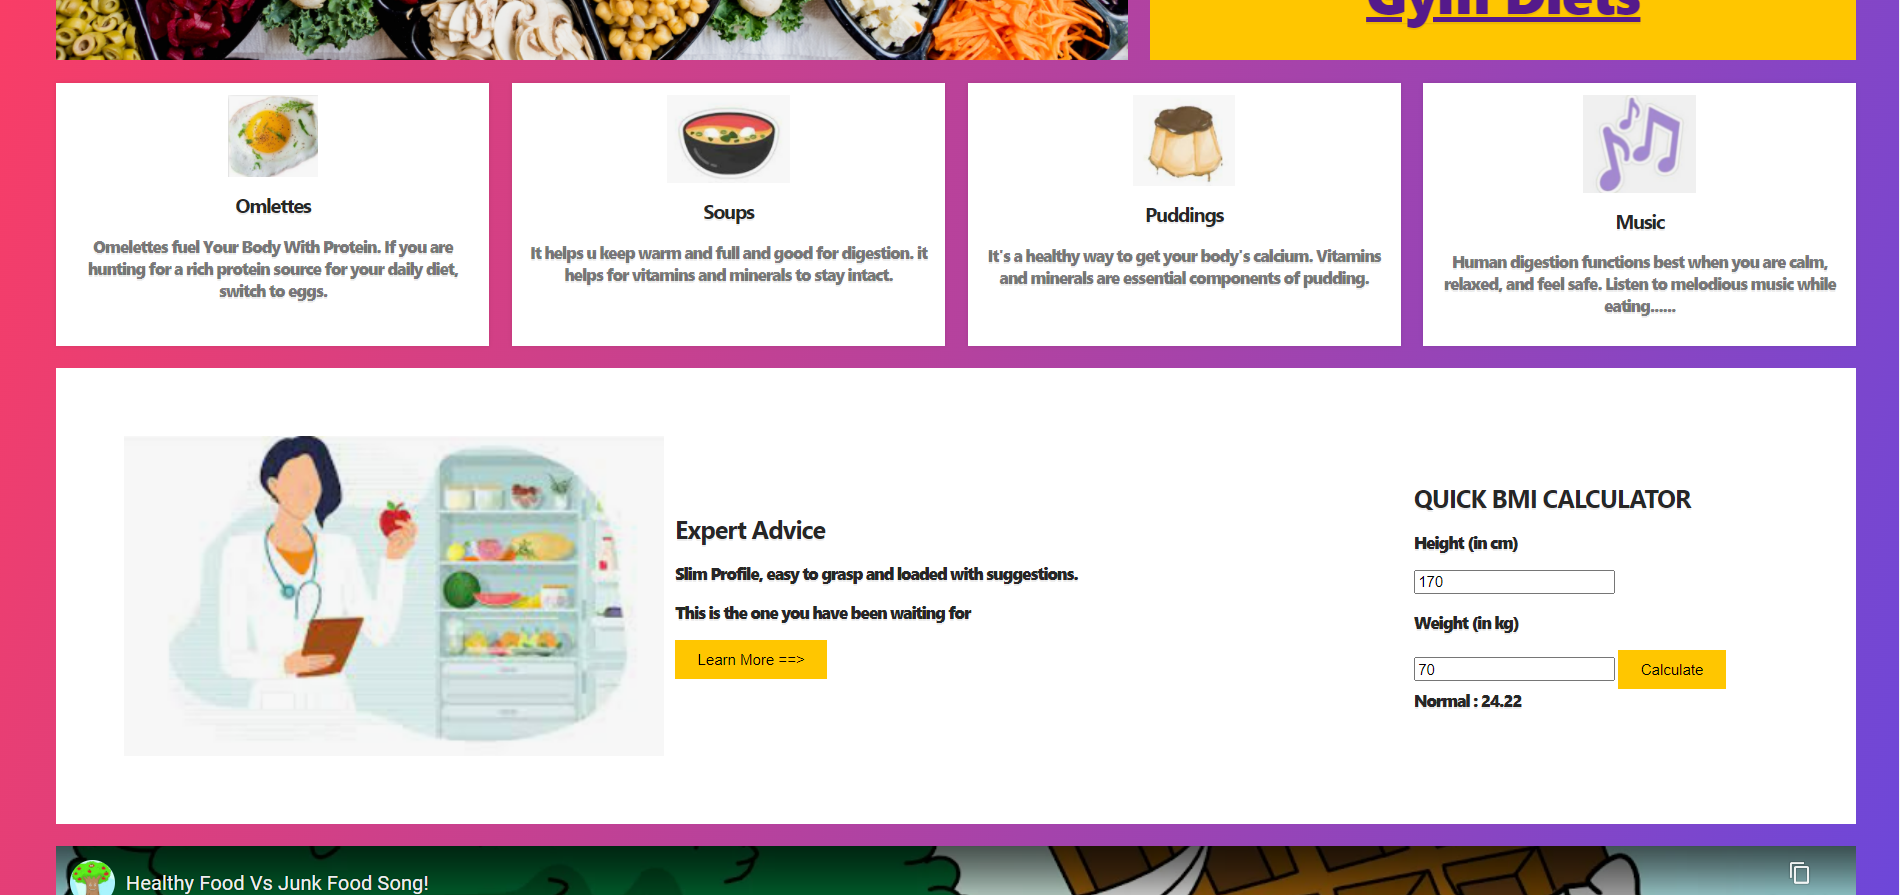 Gym Diets
Omlettes
Omelettes fuel Your Body With Protein. If you are
hunting for a rich protein source for your daily diet,
switch to eggs.
Soups
It helps u keep warm and full and good for digestion. it
helps for vitamins and minerals to stay intact.
Puddings
It's a healthy way to get your body's calcium. Vitamins
and minerals are essential components of pudding.
Music
Human digestion functions best when you are calm,
relaxed, and feel safe. Listen to melodious music while
eating......
Expert Advice
Slim Profile, easy to grasp and loaded with suggestions.
This is the one you have been waiting for
Learn More ==>
QUICK BMI CALCULATOR
Height (in cm)
170
Weight (in kg)
70
Calculate
Normal : 24.22
Healthy Food Vs Junk Food Song!